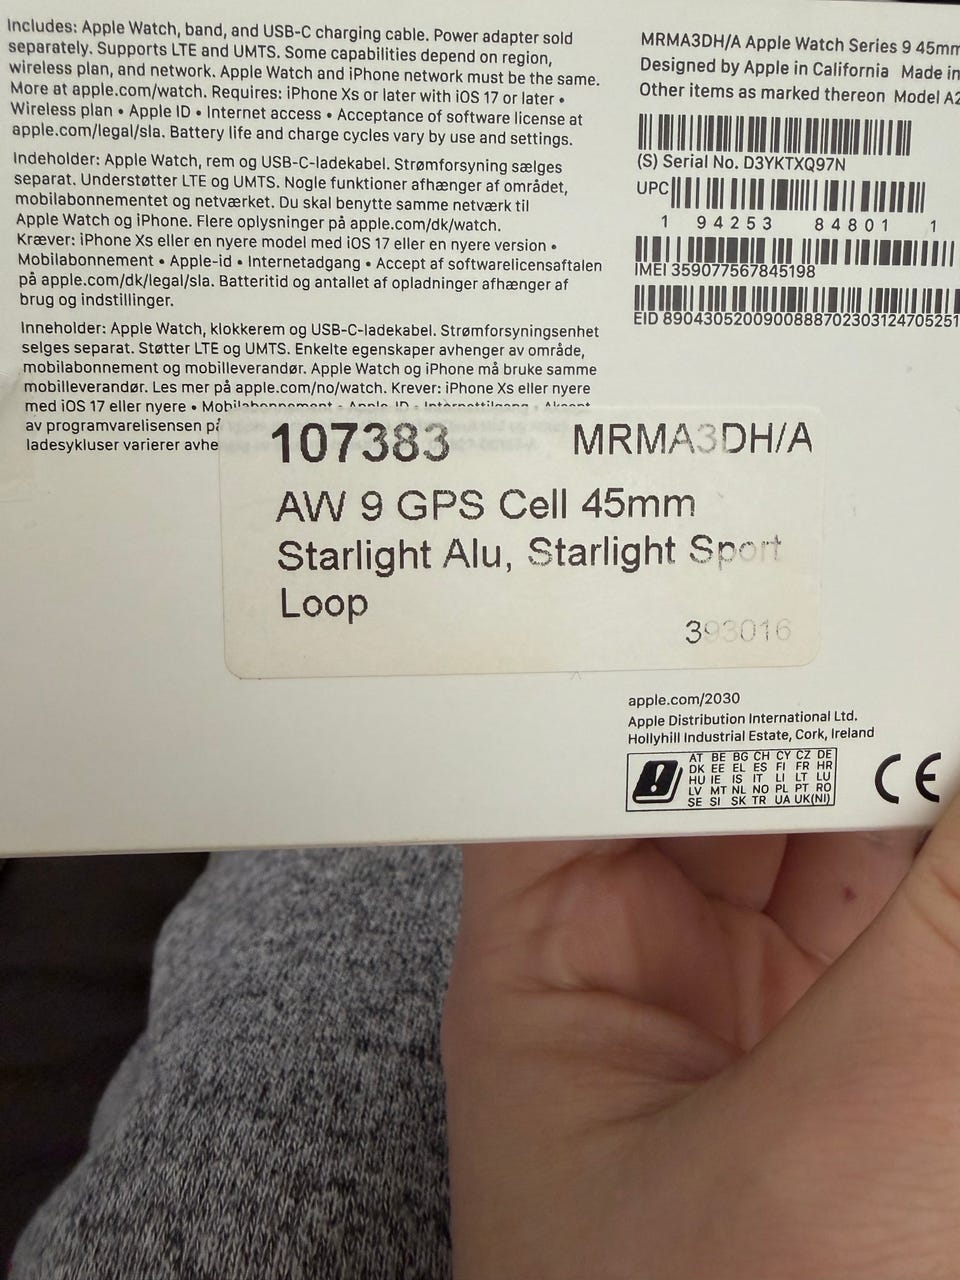 Includes: Apple Watch, band, and USB-C charging cable. Power adapter sold
separately. Supports LTE and UMTS. Some capabilities depend on region,
wireless plan, and network. Apple Watch and iPhone network must be the same.
More at apple.com/watch. Requires: iPhone Xs or later with iOS 17 or later •
Wireless plan • Apple ID • Internet access • Acceptance of software license at
apple.com/legal/sla. Battery life and charge cycles vary by use and settings.
Indeholder: Apple Watch, rem og USB-C-ladekabel. Strømforsyning sælges
separat. Understøtter LTE og UMTS. Nogle funktioner afhænger af området,
mobilabonnementet og netværket. Du skal benytte samme netværk til
Apple Watch og iPhone. Flere oplysninger på apple.com/dk/watch.
Kræver: iPhone Xs eller en nyere model med iOS 17 eller en nyere version •
Mobilabonnement • Apple-id • Internetadgang • Accept af softwarelicensaftalen
på apple.com/dk/legal/sla. Batteritid og antallet af opladninger afhænger af
brug og indstillinger.
Inneholder: Apple Watch, klokkerem og USB-C-ladekabel. Strømforsyningsenhet
selges separat. Støtter LTE og UMTS. Enkelte egenskaper avhenger av område,
mobilabonnement og mobilleverandør. Apple Watch og iPhone må bruke samme
mobilleverandør. Les mer på apple.com/no/watch. Krever: iPhone Xs eller nyere
med iOS 17 eller nyere • Mobilabonnement • Apple ID • Internettilgang • Aksept
av programvarelisensen på
ladesykluser varierer avhe
MRMA3DH/A Apple Watch Series 9 45mm
Designed by Apple in California Made in
Other items as marked thereon Model A2
(S) Serial No. D3YKTXQ97N
UPC
1 94253 84801 1
IMEI 359077567845198
EID 8904305200900888702303124705251
107383 MRMA3DH/A
AW 9 GPS Cell 45mm
Starlight Alu, Starlight Sport
Loop
393016
apple.com/2030
Apple Distribution International Ltd.
Hollyhill Industrial Estate, Cork, Ireland
AT BE BG CH CY CZ DE
DK EE EL ES FI FR HR
HU IE IS IT LI LT LU
LV MT NL NO PL PT RO
SE SI SK TR UA UK(NI)
CE